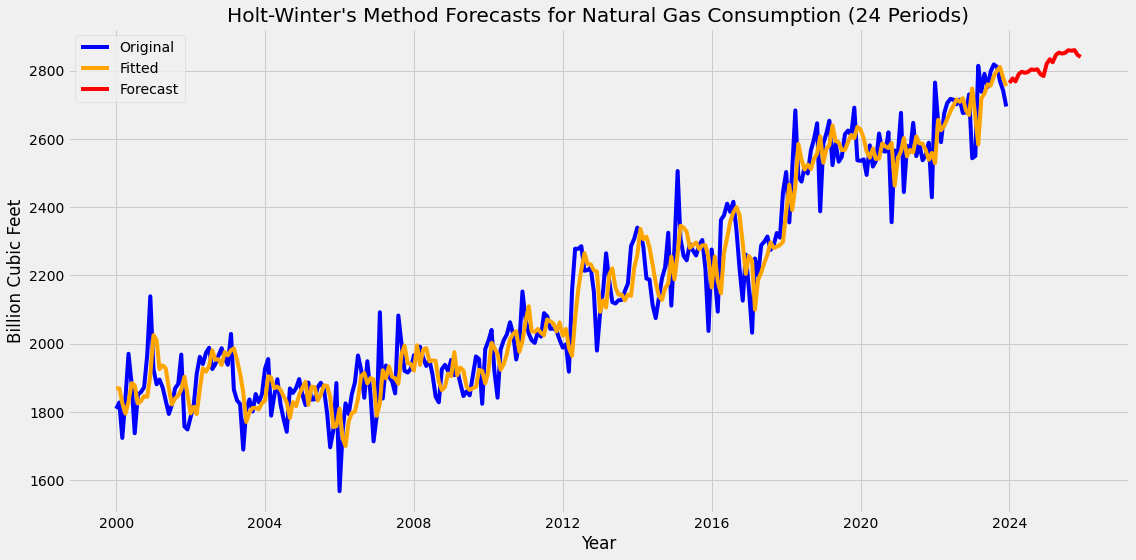 Holt-Winter's Method Forecasts for Natural Gas Consumption (24 Periods)
Original
Fitted
Forecast
Billion Cubic Feet
2800
2600
2400
2200
2000
1800
1600
2000 2004 2008 2012 2016 2020 2024
Year